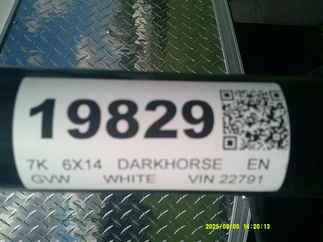 19829
7K 6X14 DARKHORSE EN
GVW WHITE VIN 22791